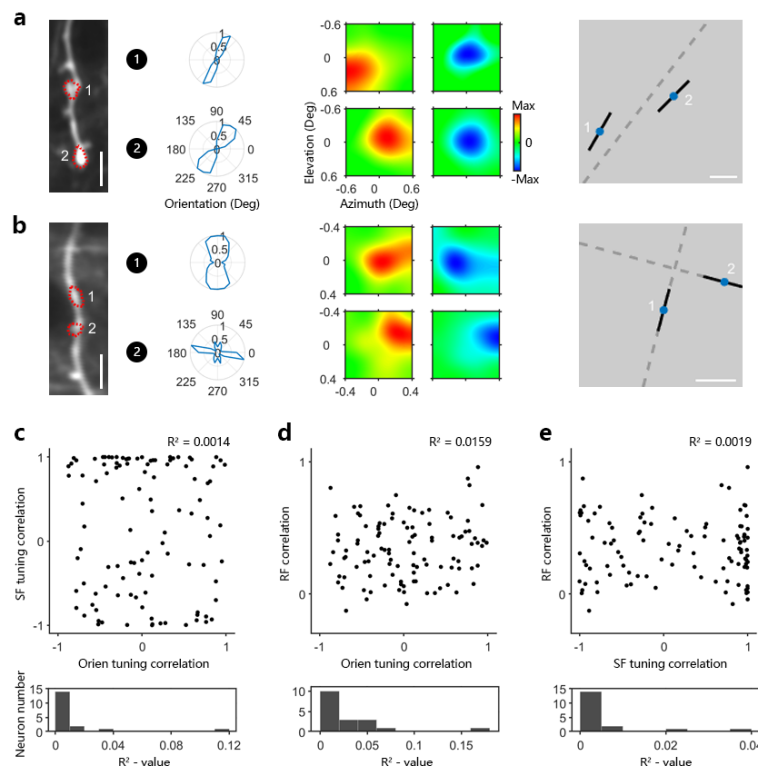 a
1
2
1
2
1
0.5
0
90
135
45
1
0.5
180
0
0
225
315
270
Orientation (Deg)
-0.6
0
0.6
-0.6
0
0.6
-0.6 0 0.6
Elevation (Deg)
Azimuth (Deg)
Max
0
-Max
1
2
b
1
2
1
2
1
0.5
0
90
135
45
1
0.5
180
0
0
225
315
270
-0.4
0
0.4
-0.4
0
0.4
0 0.4
1
2
c
R² = 0.0014
SF tuning correlation
1
0
-1
-1 0 1
Orien tuning correlation
Neuron number
15
10
5
0
0 0.04 0.08 0.12
R² - value
d
R² = 0.0159
RF correlation
1
0
-1 0 1
Orien tuning correlation
10
5
0
0 0.05 0.10 0.15
R² - value
e
R² = 0.0019
RF correlation
1
0
-1 0 1
SF tuning correlation
15
10
5
0
0 0.02 0.04
R² - value